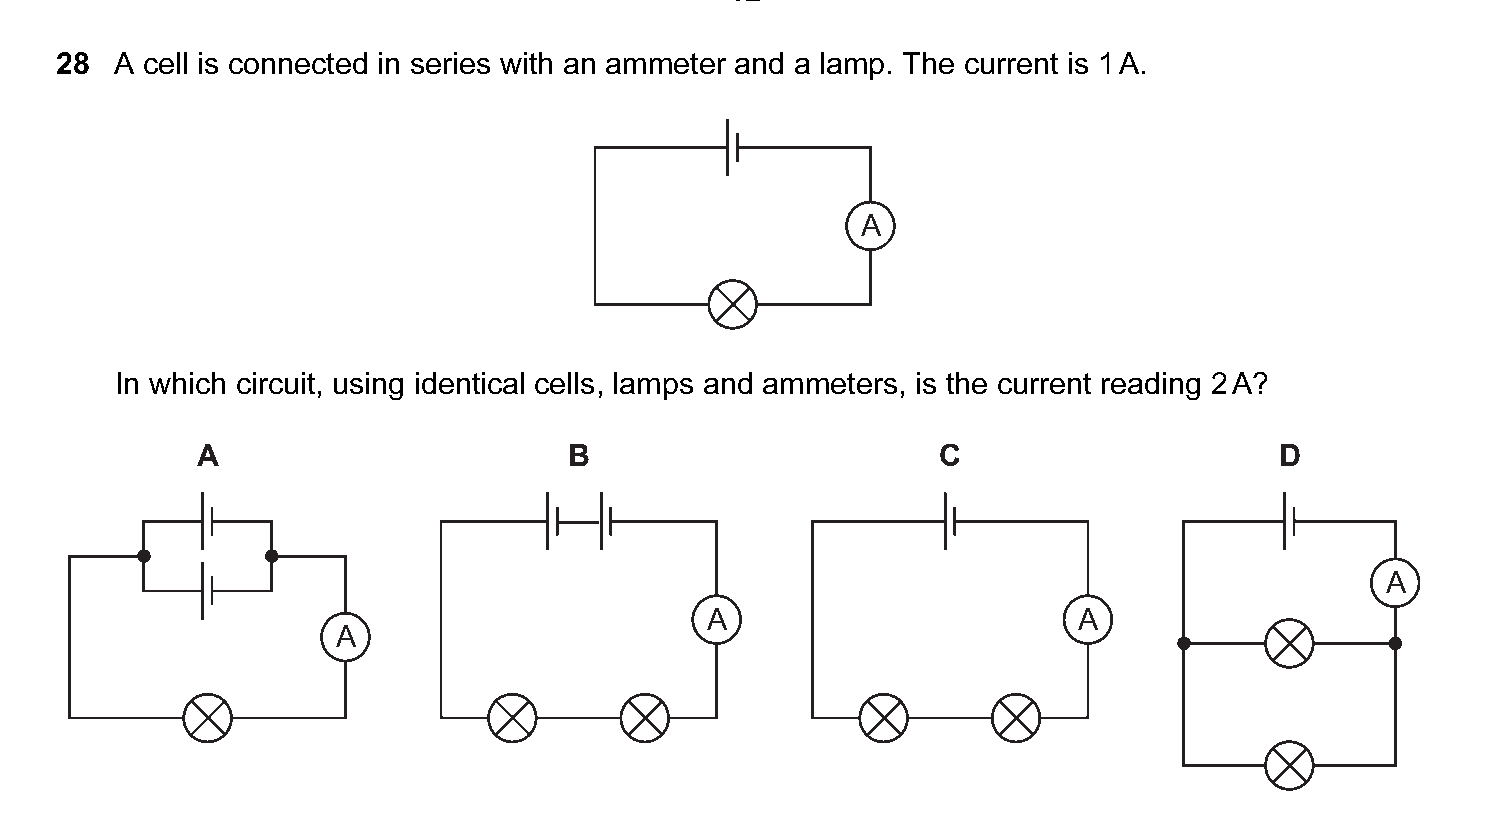 28 A cell is connected in series with an ammeter and a lamp. The current is 1 A.
A
In which circuit, using identical cells, lamps and ammeters, is the current reading 2 A?
A B C D
A
A
A
A